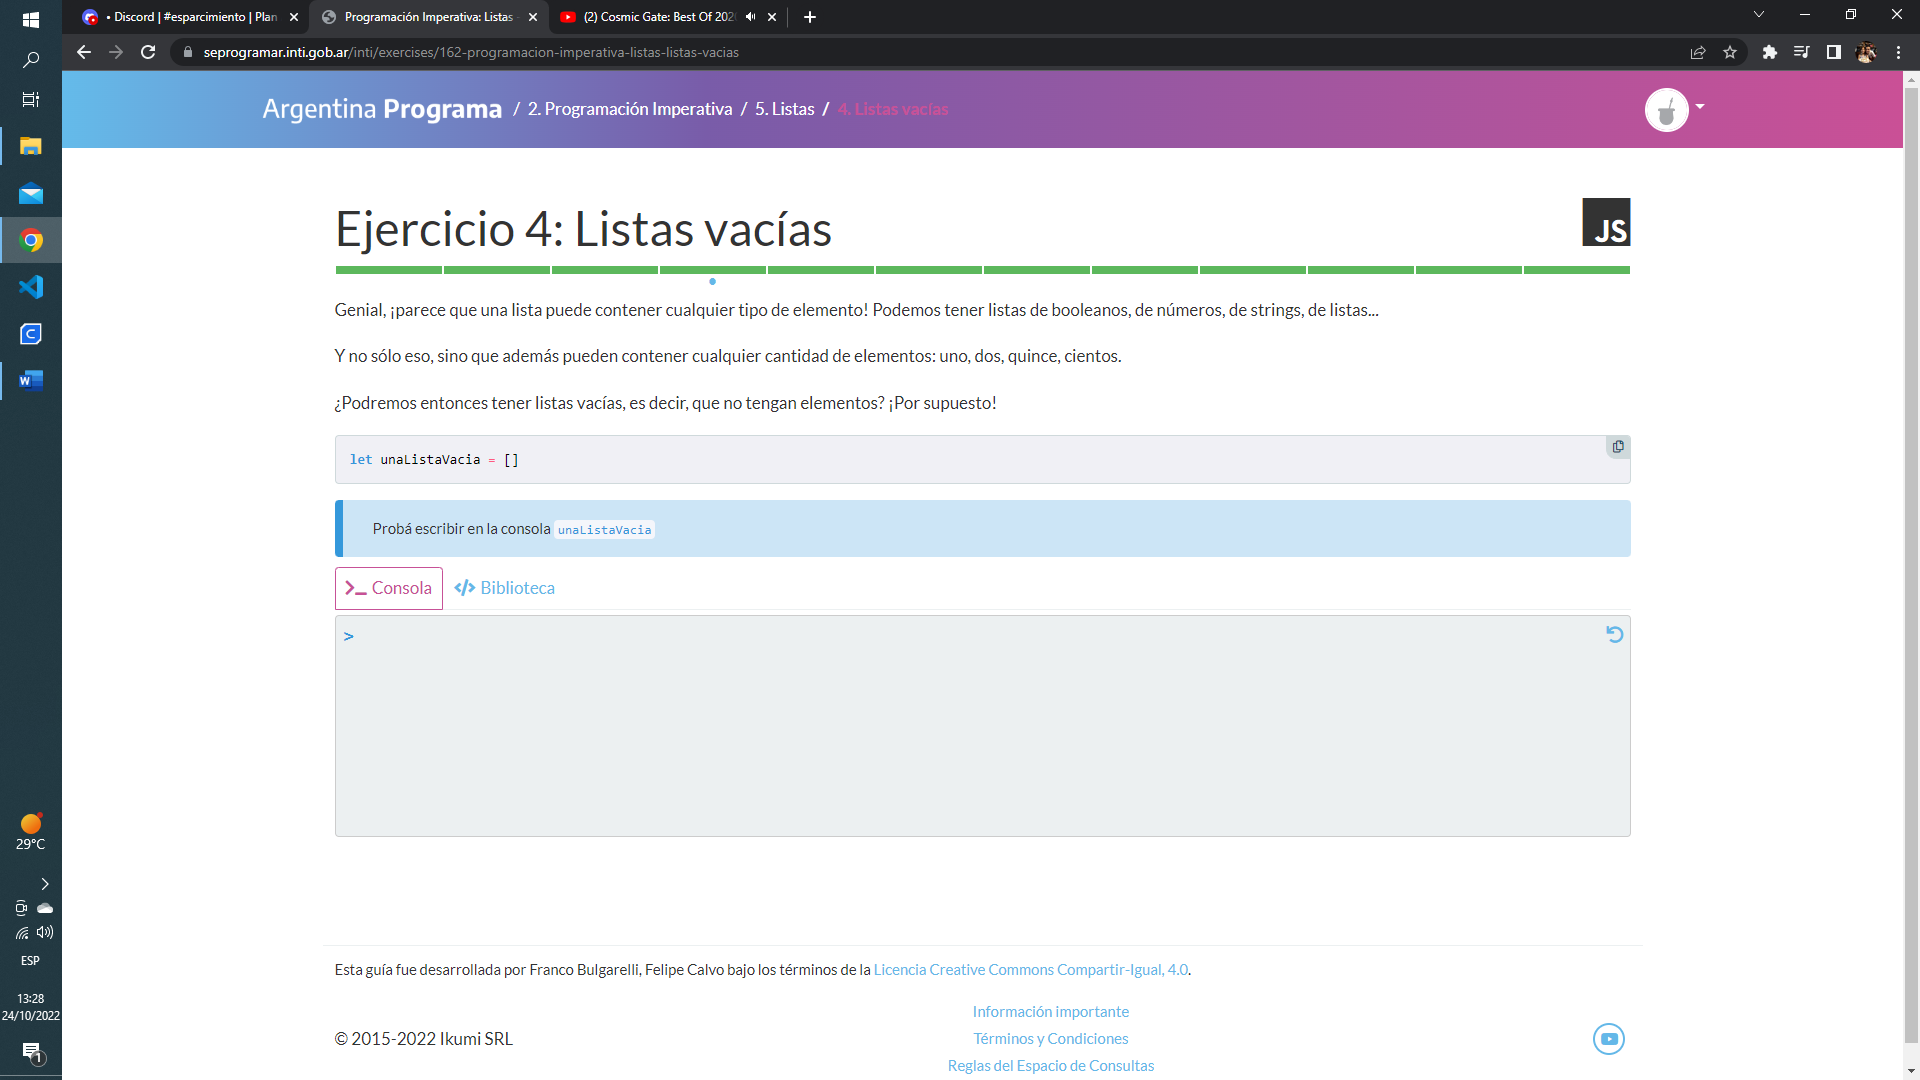 • Discord | #esparcimiento | Plan
Programación Imperativa: Listas -
(2) Cosmic Gate: Best Of 2020
seprogramar.inti.gob.ar/inti/exercises/162-programacion-imperativa-listas-listas-vacias
Argentina Programa / 2. Programación Imperativa / 5. Listas / 4. Listas vacías
Ejercicio 4: Listas vacías
JS
Genial, ¡parece que una lista puede contener cualquier tipo de elemento! Podemos tener listas de booleanos, de números, de strings, de listas...
Y no sólo eso, sino que además pueden contener cualquier cantidad de elementos: uno, dos, quince, cientos.
¿Podremos entonces tener listas vacías, es decir, que no tengan elementos? ¡Por supuesto!
let unaListaVacia = []
Probá escribir en la consola unaListaVacia
Consola
Biblioteca
>
29°C
ESP
13:28
24/10/2022
1
Esta guía fue desarrollada por Franco Bulgarelli, Felipe Calvo bajo los términos de la Licencia Creative Commons Compartir-Igual, 4.0.
Información importante
© 2015-2022 Ikumi SRL
Términos y Condiciones
Reglas del Espacio de Consultas